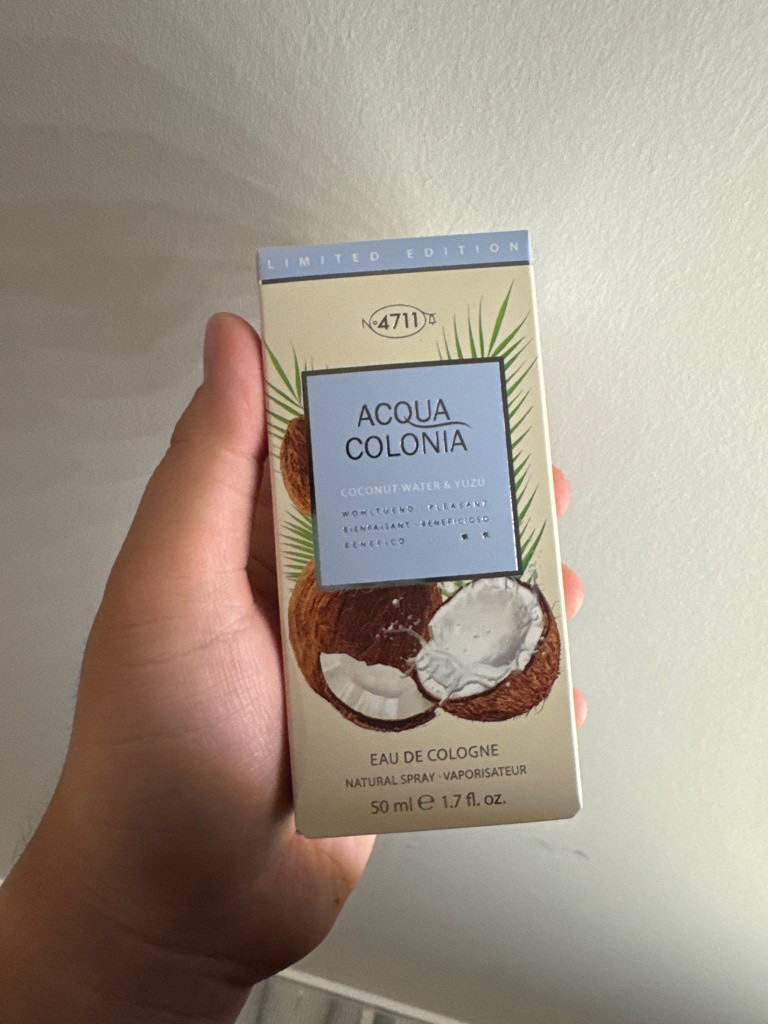 LIMITED EDITION
Nº4711
ACQUA
COLONIA
COCONUT WATER & YUZU
WOHLTUEND · PLEASANT
BIENFAISANT · BENEFICIOSO
BENEFICO
EAU DE COLOGNE
NATURAL SPRAY · VAPORISATEUR
50 ml ℮ 1.7 fl. oz.